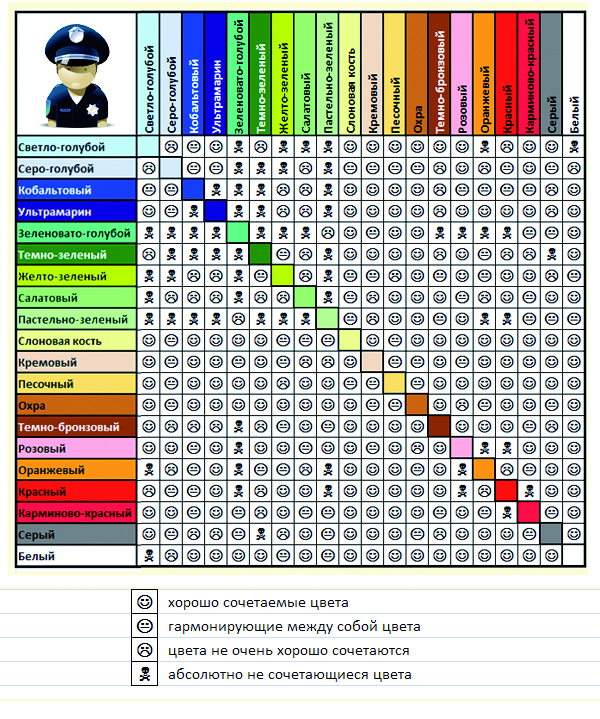 Светло-голубой
Серо-голубой
Кобальтовый
Ультрамарин
Зеленовато-голубой
Темно-зеленый
Желто-зеленый
Салатовый
Пастельно-зеленый
Слоновая кость
Кремовый
Песочный
Охра
Темно-бронзовый
Розовый
Оранжевый
Красный
Карминово-красный
Серый
Белый
Светло-голубой
Серо-голубой
Кобальтовый
Ультрамарин
Зеленовато-голубой
Темно-зеленый
Желто-зеленый
Салатовый
Пастельно-зеленый
Слоновая кость
Кремовый
Песочный
Охра
Темно-бронзовый
Розовый
Оранжевый
Красный
Карминово-красный
Серый
Белый
хорошо сочетаемые цвета
гармонирующие между собой цвета
цвета не очень хорошо сочетаются
абсолютно не сочетающиеся цвета